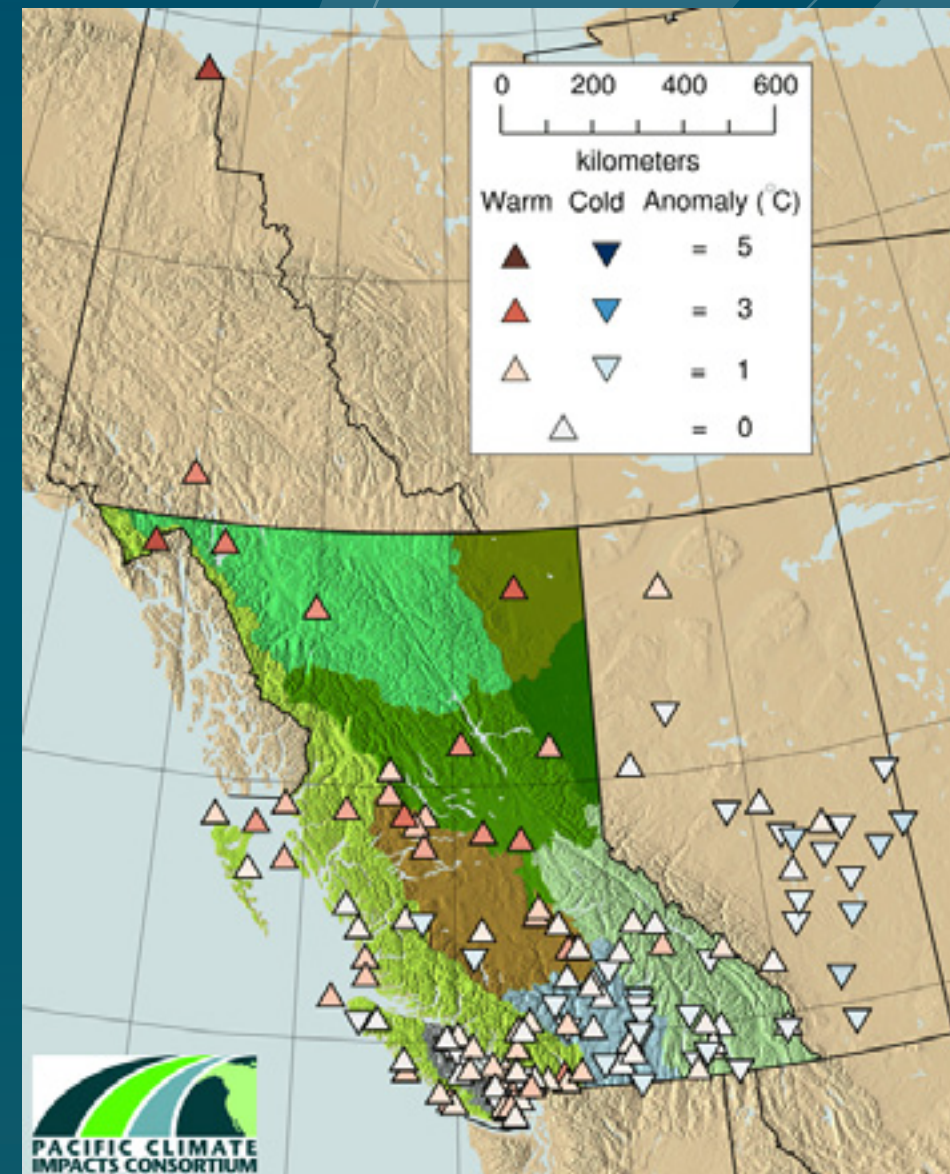 0 200 400 600
kilometers
Warm Cold Anomaly (°C)
= 5
= 3
= 1
= 0
PACIFIC CLIMATE
IMPACTS CONSORTIUM